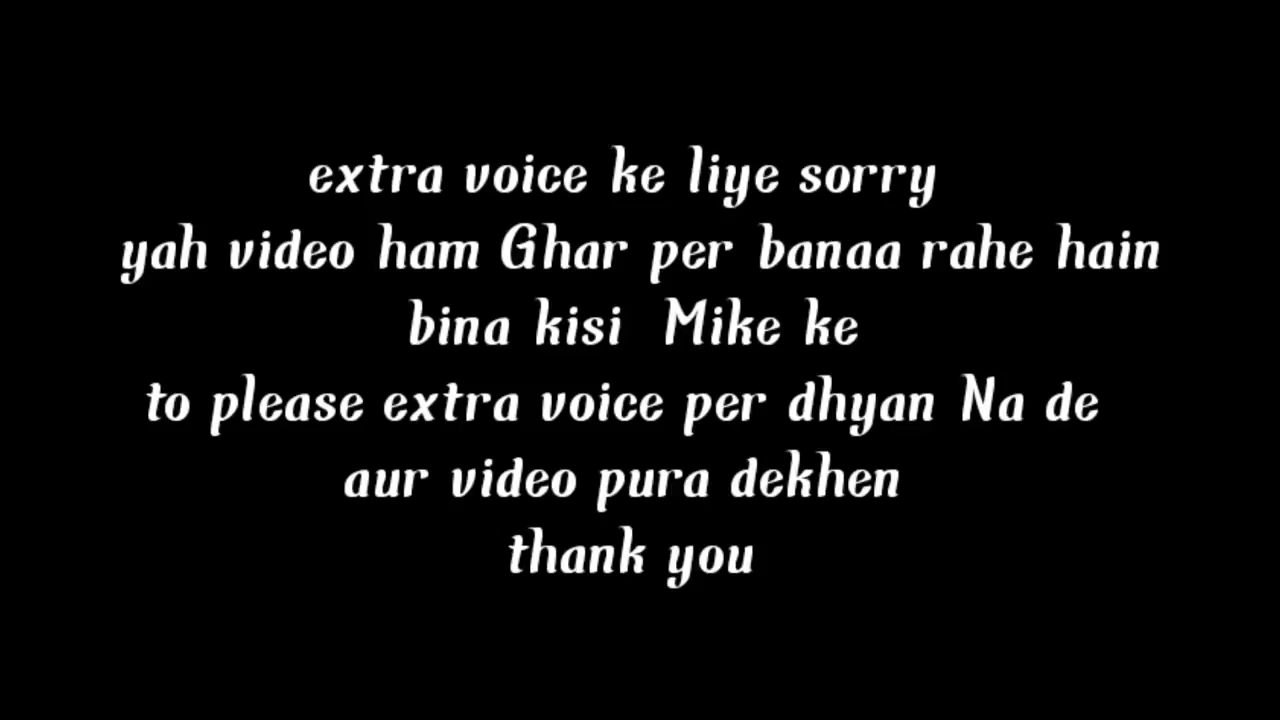 extra voice ke liye sorry
yah video ham Ghar per banaa rahe hain
bina kisi Mike ke
to please extra voice per dhyan Na de
aur video pura dekhen
thank you